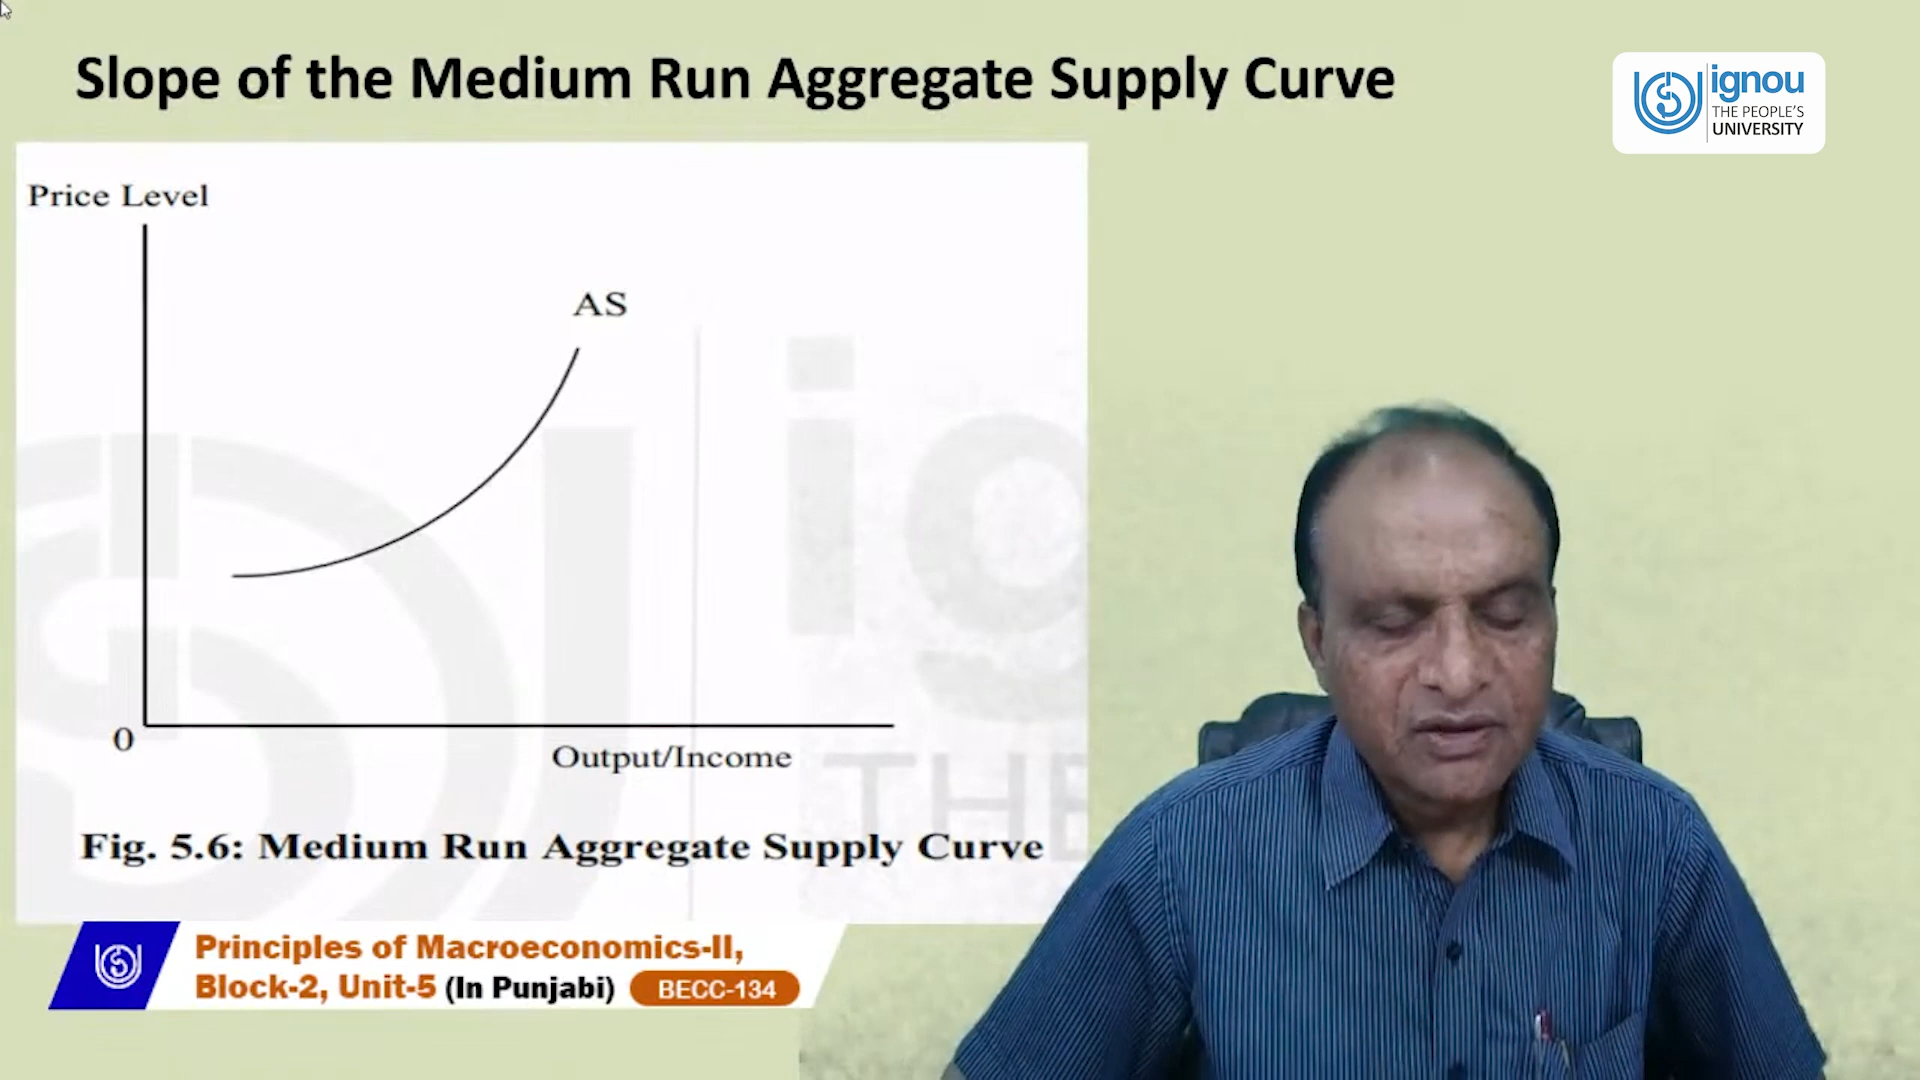 Slope of the Medium Run Aggregate Supply Curve
ignou
THE PEOPLE'S
UNIVERSITY
Price Level
AS
0
Output/Income
Fig. 5.6: Medium Run Aggregate Supply Curve
Principles of Macroeconomics-II,
Block-2, Unit-5 (In Punjabi) BECC-134
ig
THE